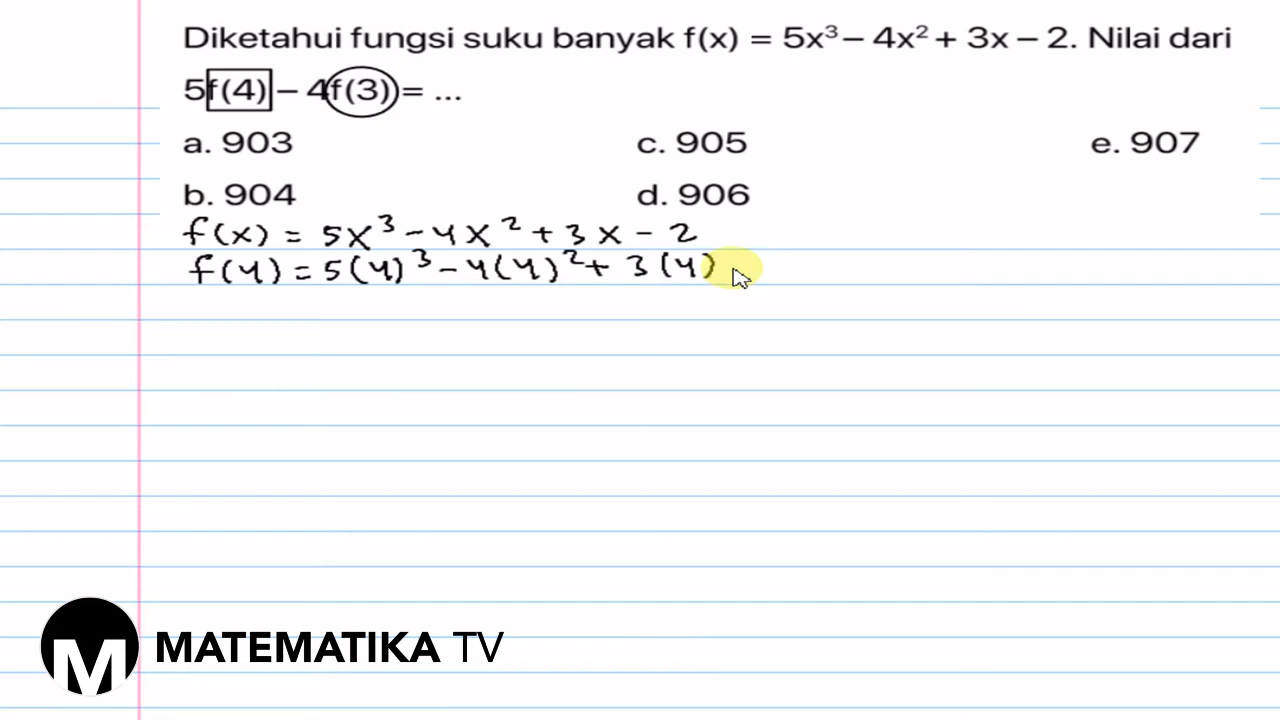 Diketahui fungsi suku banyak f(x) = 5x³ – 4x² + 3x – 2. Nilai dari
5f(4) – 4f(3) = ...
a. 903 c. 905 e. 907
b. 904 d. 906
f(x) = 5x³ - 4x² + 3x - 2
f(4) = 5(4)³ - 4(4)² + 3(4)
M MATEMATIKA TV